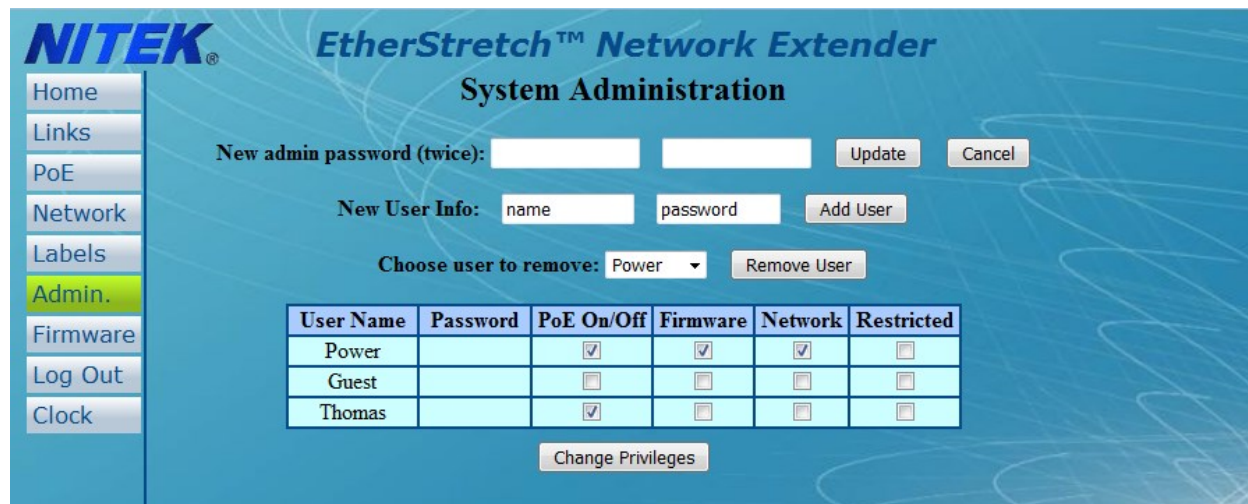 NITEK®
EtherStretch™ Network Extender
System Administration
Home
Links
PoE
Network
Labels
Admin.
Firmware
Log Out
Clock
New admin password (twice): Update Cancel
New User Info: name password Add User
Choose user to remove: Power Remove User
User Name Password PoE On/Off Firmware Network Restricted
Power
Guest
Thomas
Change Privileges